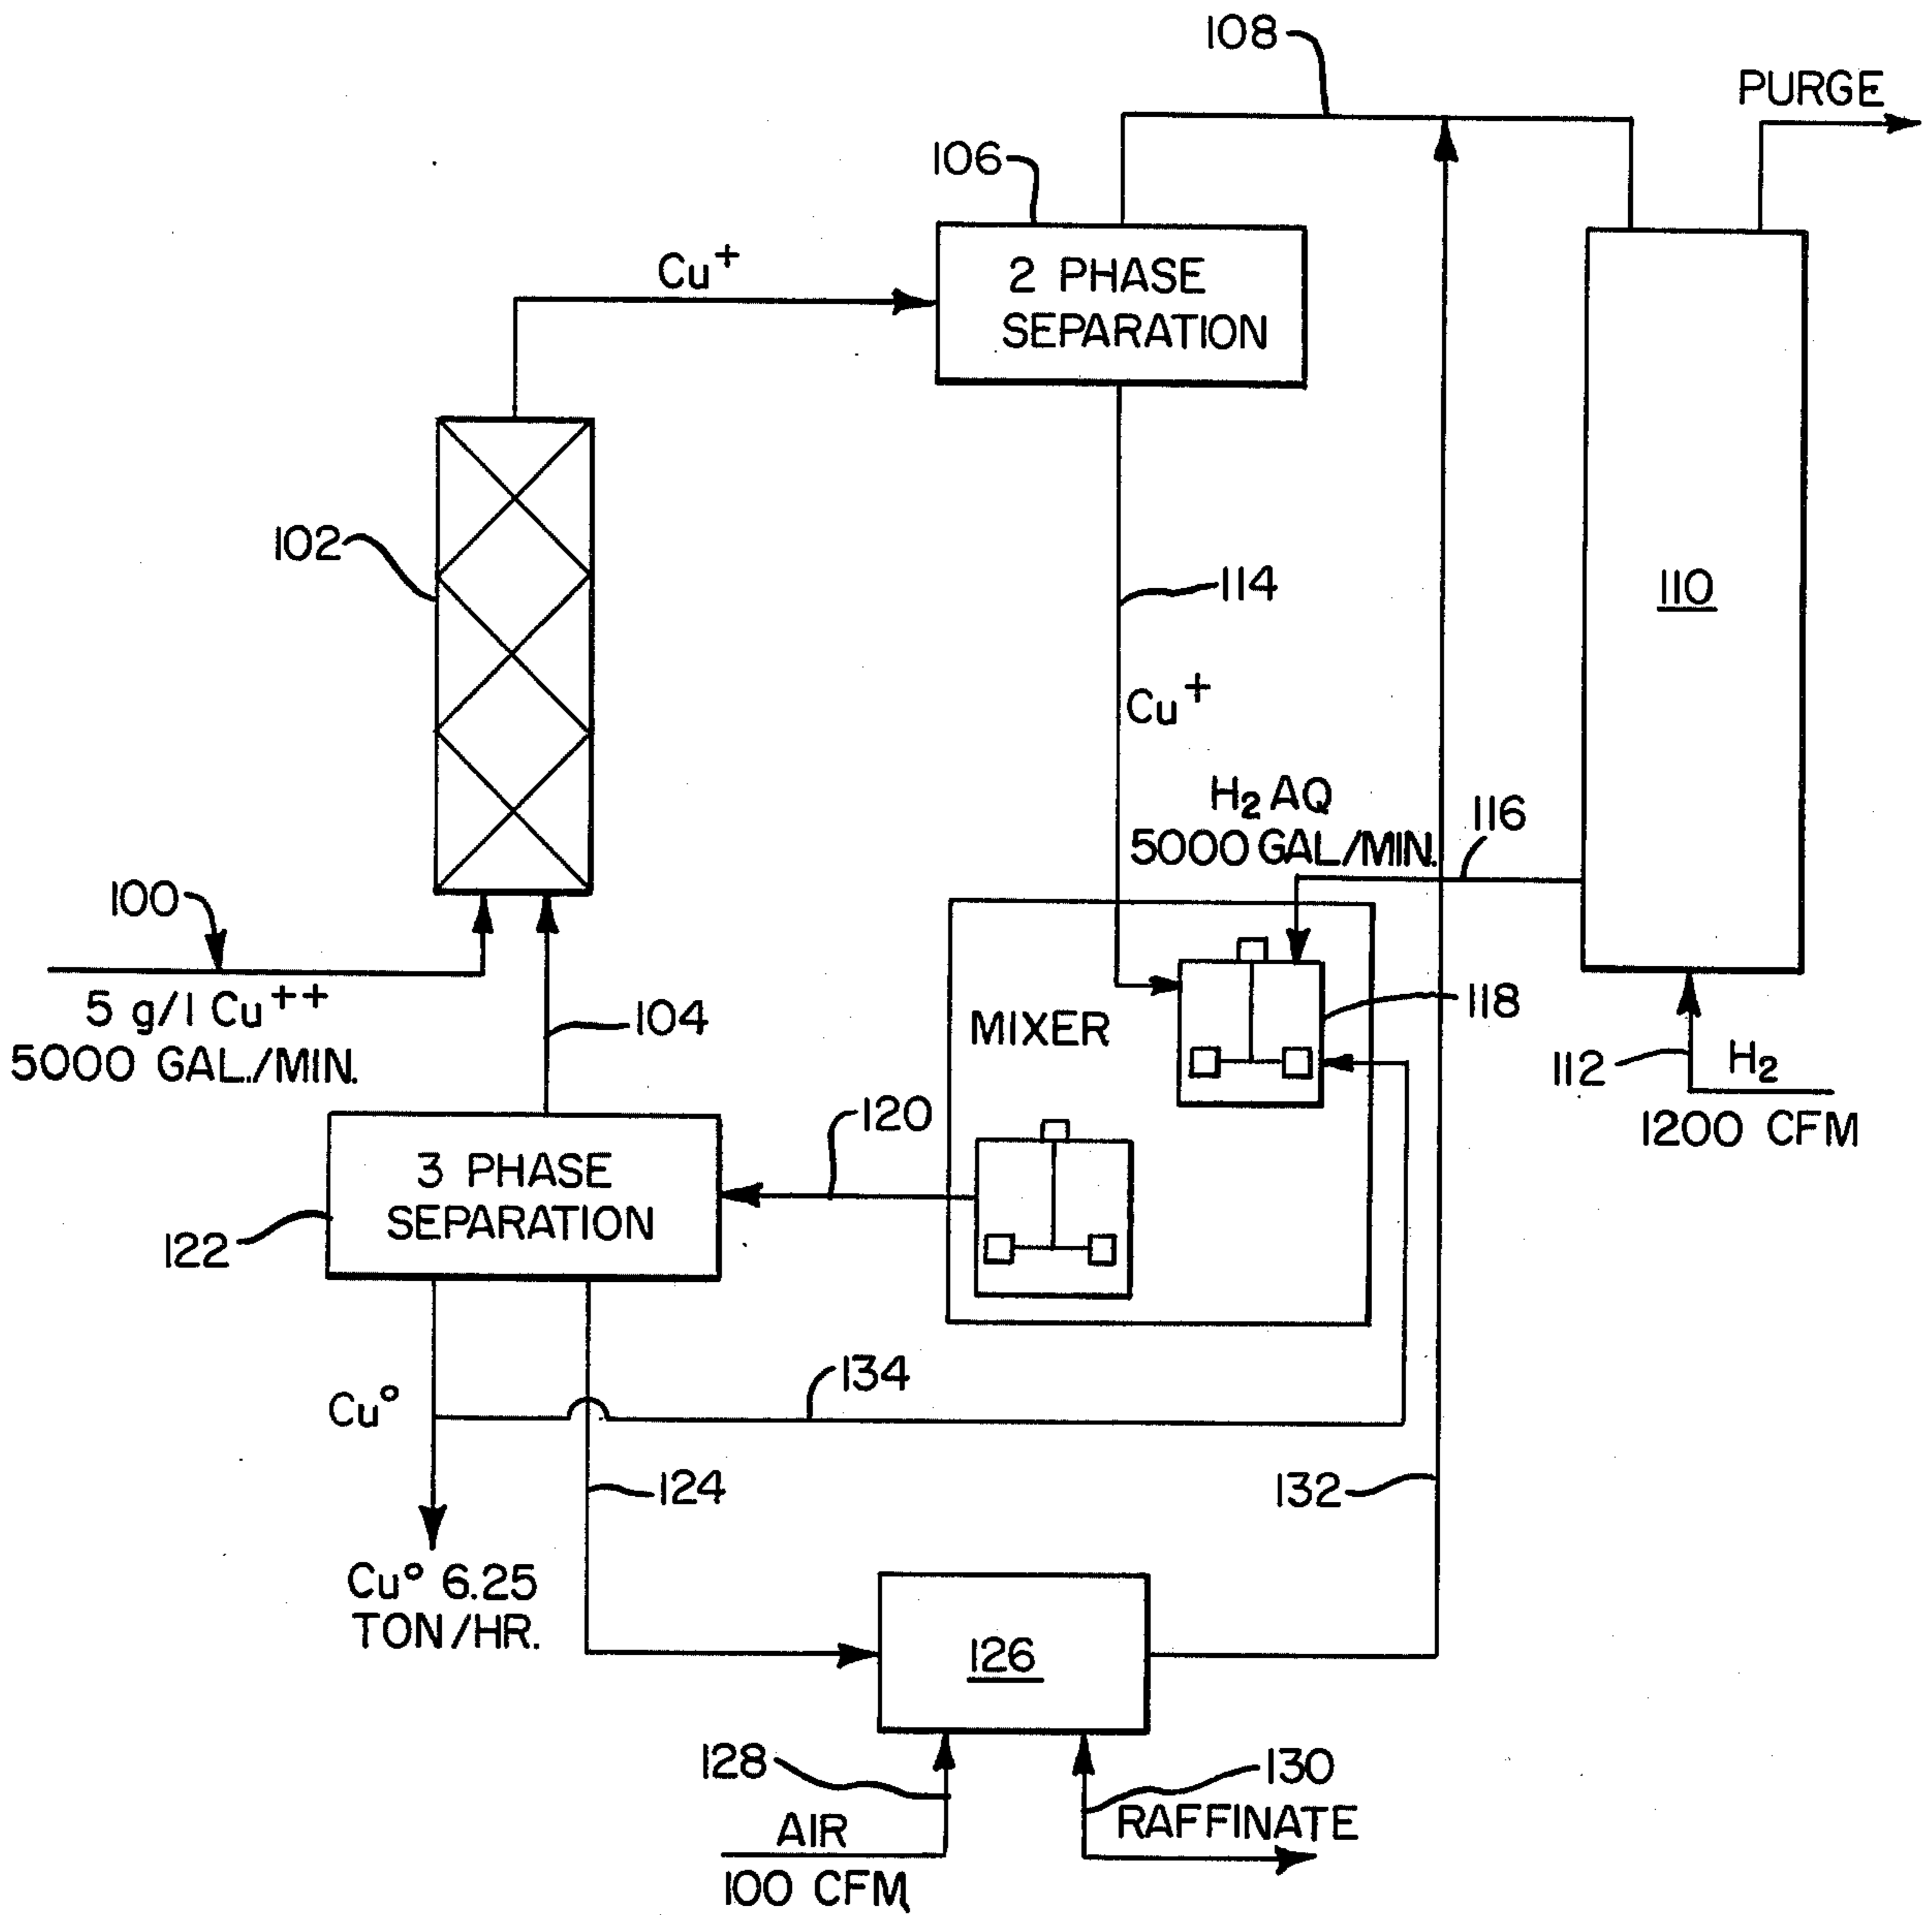 108
PURGE
106
Cu+
2 PHASE
SEPARATION
102
114
110
Cu+
H2 AQ
5000 GAL/MIN.
116
100
5 g/l Cu++
5000 GAL./MIN.
104
MIXER
118
112
H2
1200 CFM
120
3 PHASE
SEPARATION
122
134
Cu°
124
132
Cu° 6.25
TON/HR.
126
128
130
AIR
RAFFINATE
100 CFM